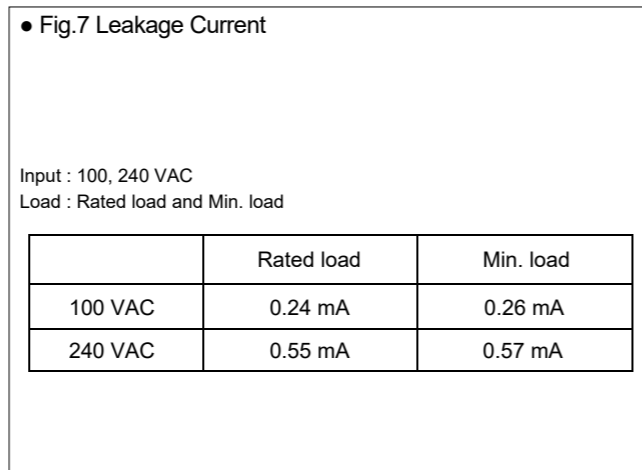 ● Fig.7 Leakage Current
Input : 100, 240 VAC
Load : Rated load and Min. load
Rated load Min. load
100 VAC 0.24 mA 0.26 mA
240 VAC 0.55 mA 0.57 mA